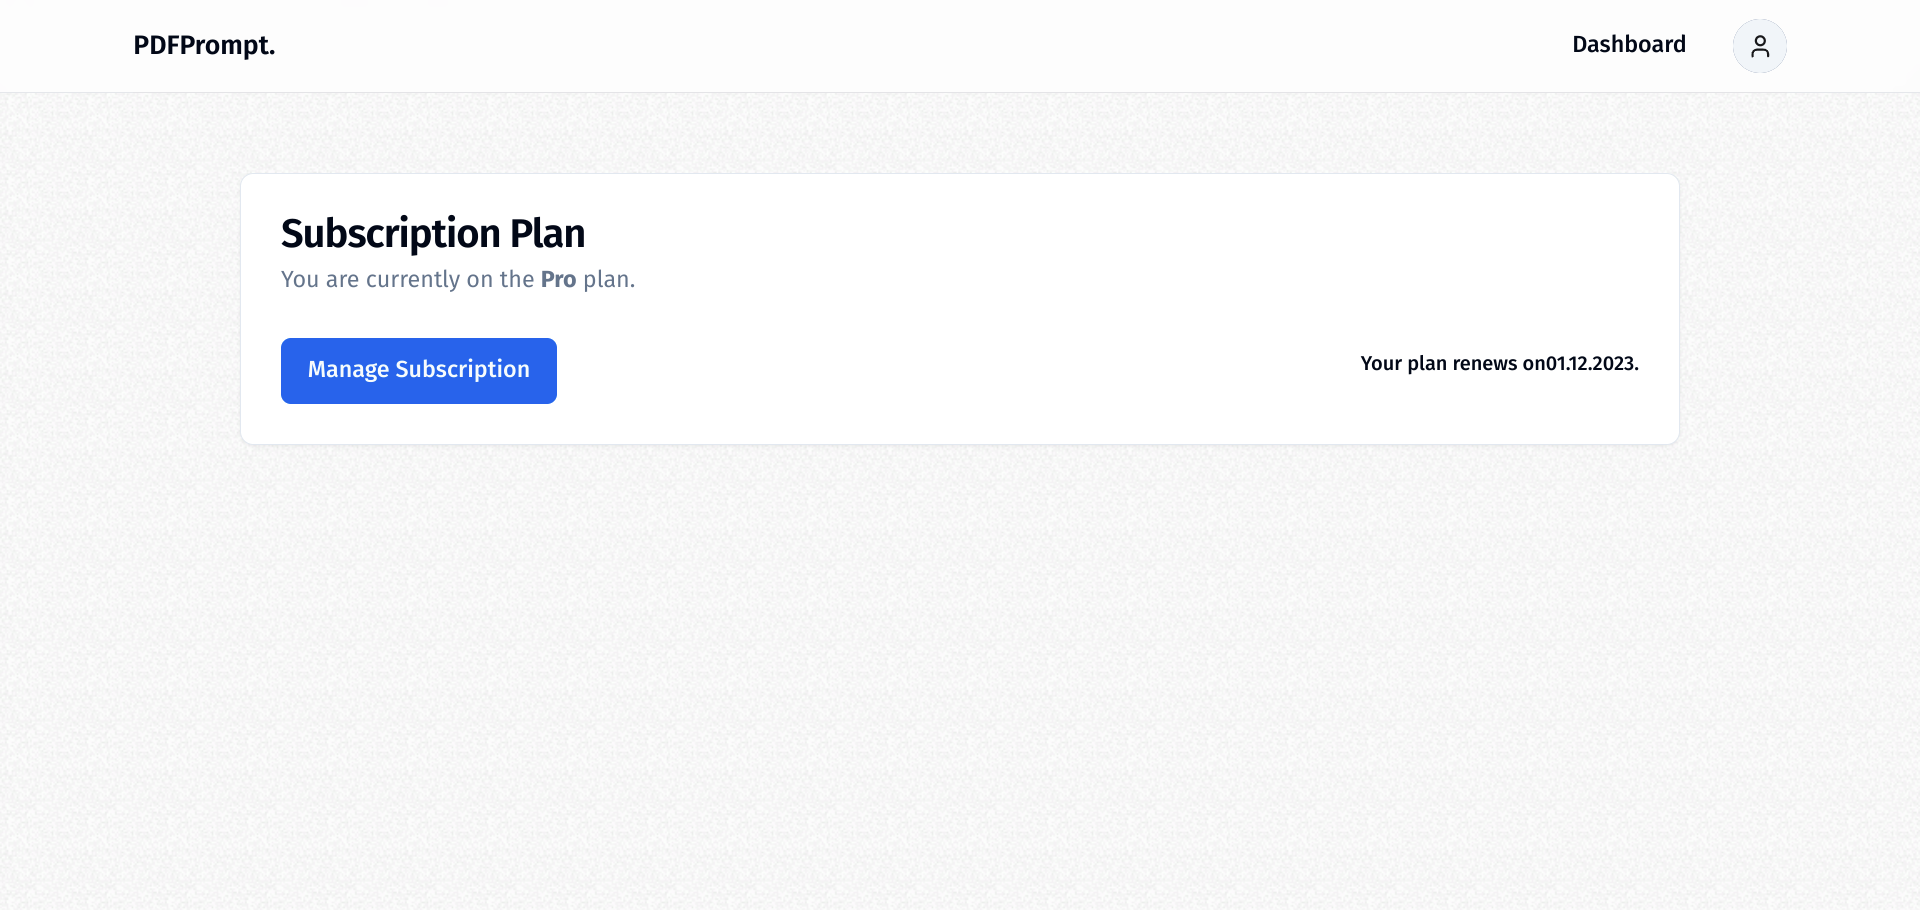 PDFPrompt.
Dashboard
Subscription Plan
You are currently on the Pro plan.
Manage Subscription
Your plan renews on01.12.2023.